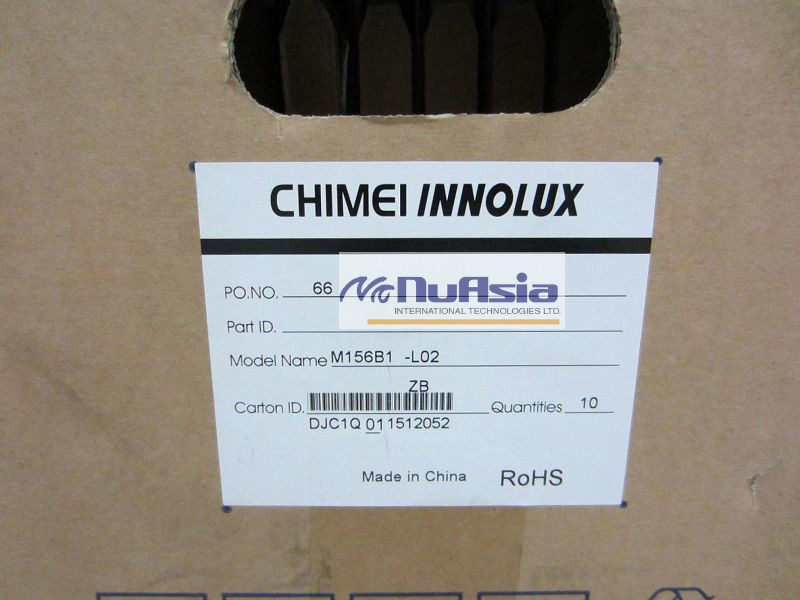 CHIMEI INNOLUX
PO.NO. 66
NuAsia
INTERNATIONAL TECHNOLOGIES LTD.
Part ID.
Model Name M156B1 -L02
ZB
Carton ID. Quantities 10
DJC1Q 011512052
Made in China RoHS